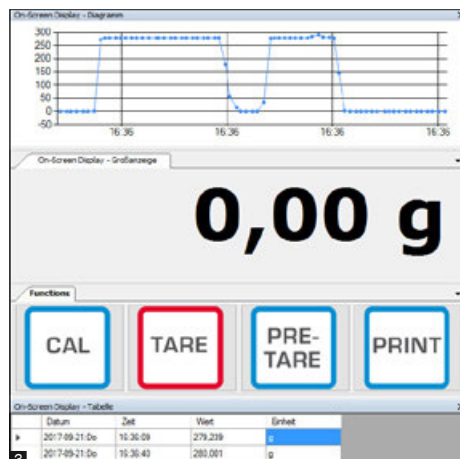 On-Screen Display - Diagramm
300
250
200
150
100
50
0
-50
16:36 16:36 16:36 16:36
On-Screen Display - Großanzeige
0,00 g
Functions
CAL TARE PRE-TARE PRINT
On-Screen Display - Tabelle
Datum Zeit Wert Einheit
2017-09-21:Do 16:36:09 279,239 g
2017-09-21:Do 16:36:40 280,001 g
3